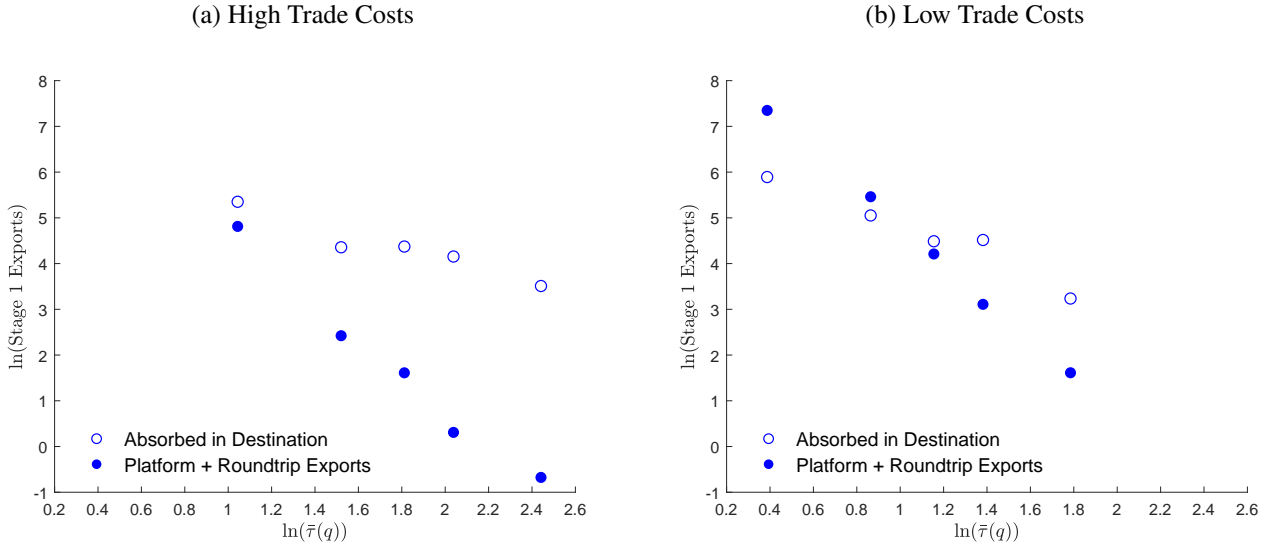 (a) High Trade Costs
8
7
6
5
4
3
2
1
0
-1
ln(Stage 1 Exports)
Absorbed in Destination
Platform + Roundtrip Exports
0.2 0.4 0.6 0.8 1 1.2 1.4 1.6 1.8 2.0 2.2 2.4 2.6
ln(τ̄(q))
(b) Low Trade Costs
8
7
6
5
4
3
2
1
0
-1
ln(Stage 1 Exports)
Absorbed in Destination
Platform + Roundtrip Exports
0.2 0.4 0.6 0.8 1 1.2 1.4 1.6 1.8 2.0 2.2 2.4 2.6
ln(τ̄(q))